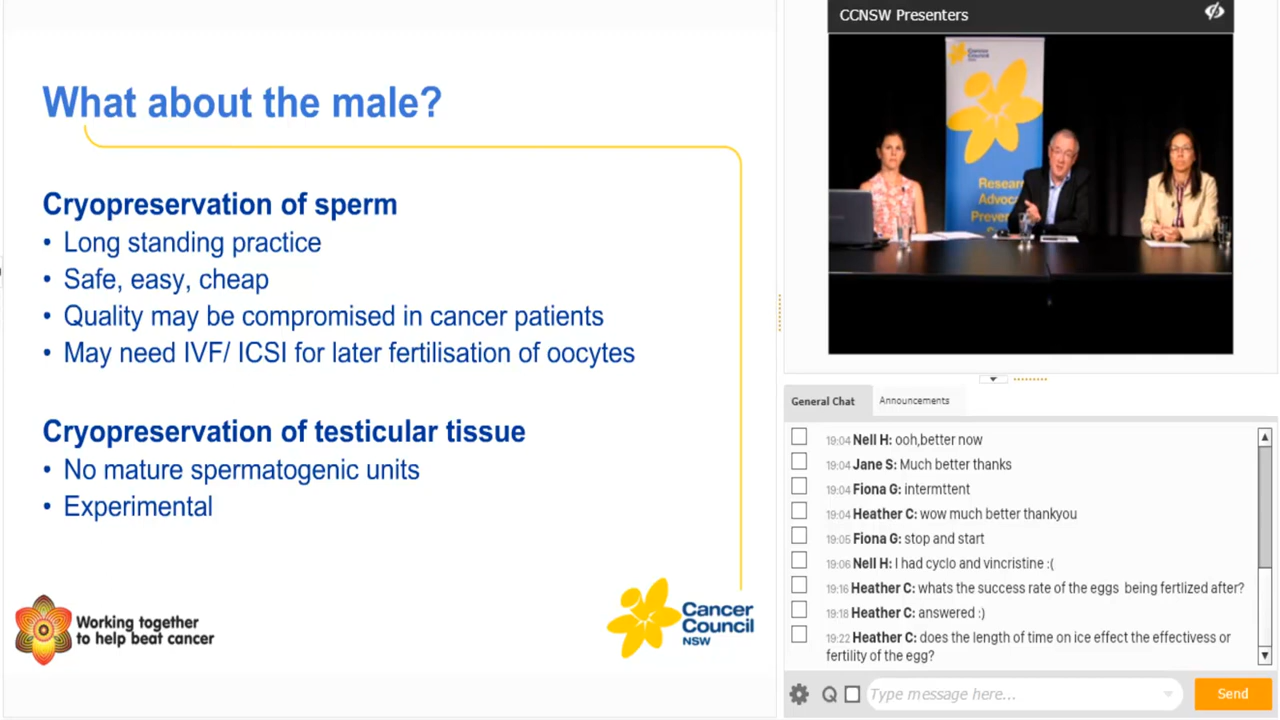 What about the male?
Cryopreservation of sperm
• Long standing practice
• Safe, easy, cheap
• Quality may be compromised in cancer patients
• May need IVF/ ICSI for later fertilisation of oocytes
Cryopreservation of testicular tissue
• No mature spermatogenic units
• Experimental
Working together
to help beat cancer
Cancer
Council
NSW
CCNSW Presenters
Cancer
Council
Research
Advoc
Preven
General Chat
Announcements
19:04 Nell H: ooh,better now
19:04 Jane S: Much better thanks
19:04 Fiona G: intermttent
19:04 Heather C: wow much better thankyou
19:05 Fiona G: stop and start
19:06 Nell H: I had cyclo and vincristine :(
19:16 Heather C: whats the success rate of the eggs being fertlized after?
19:18 Heather C: answered :)
19:22 Heather C: does the length of time on ice effect the effectivess or
fertility of the egg?
Q
Type message here...
Send